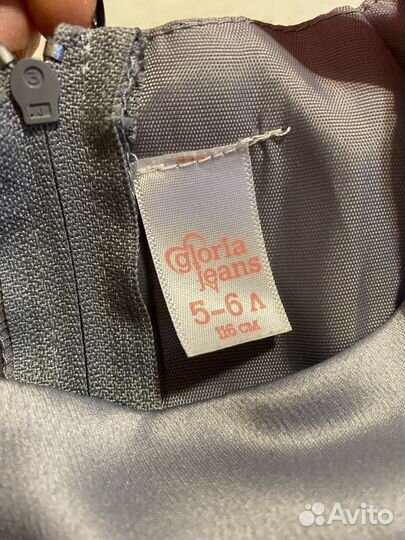 gloria
jeans
5-6 Л
116 см
Avito